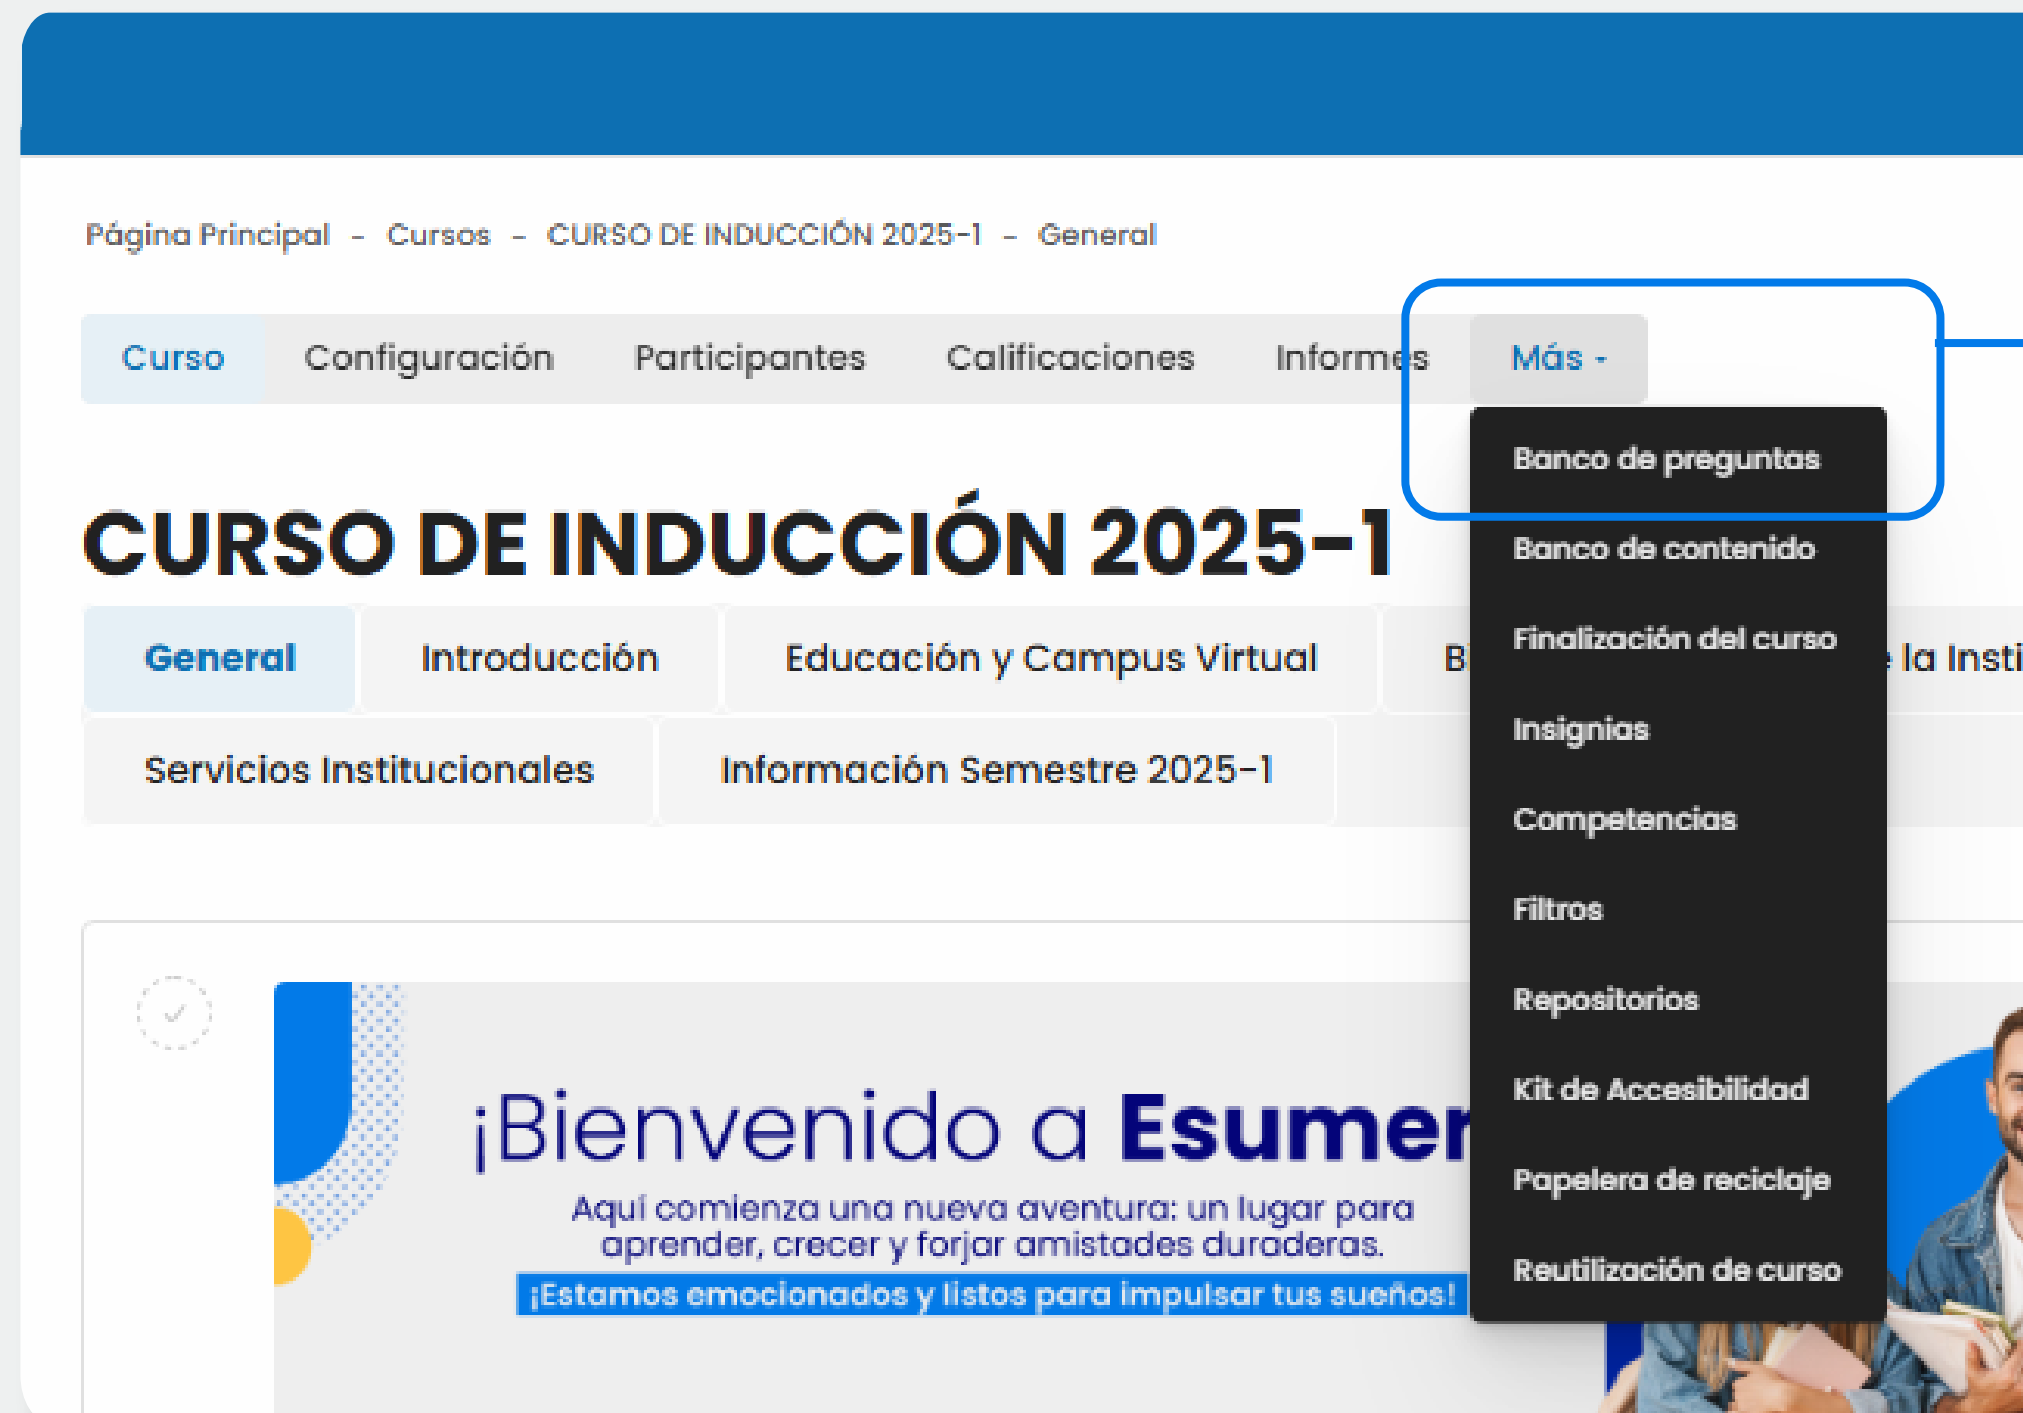 Página Principal - Cursos - CURSO DE INDUCCIÓN 2025-1 - General
Curso Configuración Participantes Calificaciones Informes Más
Banco de preguntas
Banco de contenido
Finalización del curso
Insignias
Competencias
Filtros
Repositorios
Kit de Accesibilidad
Papelera de reciclaje
Reutilización de curso
CURSO DE INDUCCIÓN 2025-1
General Introducción Educación y Campus Virtual la
Servicios Institucionales Información Semestre 2025-1
¡Bienvenido a
Aquí comienza una nueva aventura: un lugar para
aprender, crecer y forjar amistades duraderas.
¡Estamos emocionados y listos para impulsar tus sueños!